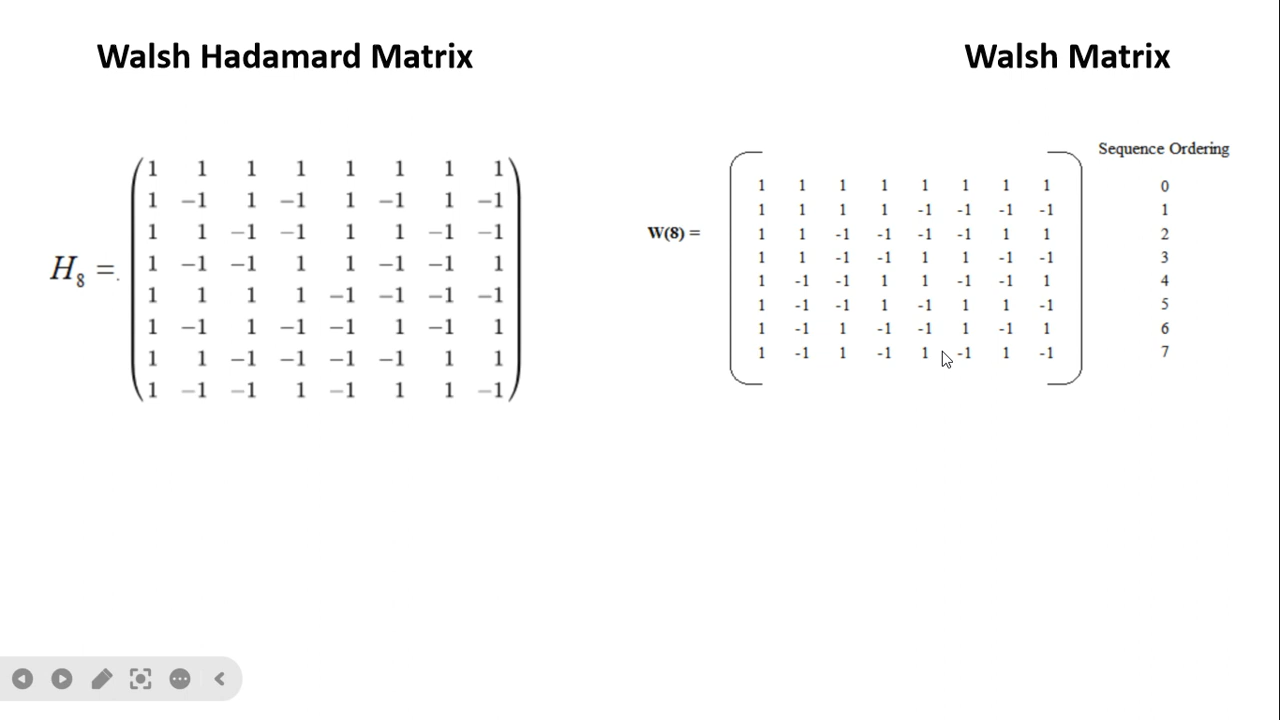 Walsh Hadamard Matrix
H8 =.
1 1 1 1 1 1 1 1
1 −1 1 −1 1 −1 1 −1
1 1 −1 −1 1 1 −1 −1
1 −1 −1 1 1 −1 −1 1
1 1 1 1 −1 −1 −1 −1
1 −1 1 −1 −1 1 −1 1
1 1 −1 −1 −1 −1 1 1
1 −1 −1 1 −1 1 1 −1
Walsh Matrix
Sequence Ordering
W(8) =
1 1 1 1 1 1 1 1 0
1 1 1 1 -1 -1 -1 -1 1
1 1 -1 -1 -1 -1 1 1 2
1 1 -1 -1 1 1 -1 -1 3
1 -1 -1 1 1 -1 -1 1 4
1 -1 -1 1 -1 1 1 -1 5
1 -1 1 -1 -1 1 -1 1 6
1 -1 1 -1 1 -1 1 -1 7